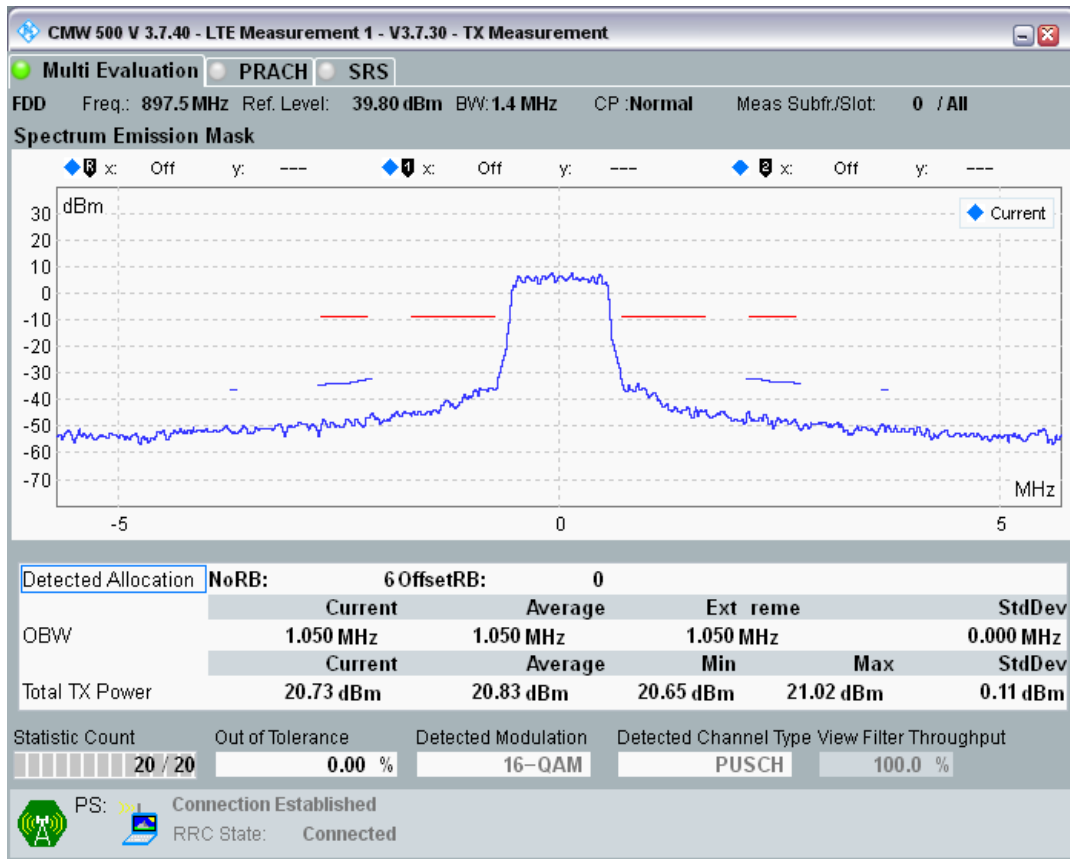 CMW 500 V 3.7.40 - LTE Measurement 1 - V3.7.30 - TX Measurement
Multi Evaluation PRACH SRS
FDD Freq.: 897.5 MHz Ref. Level: 39.80 dBm BW: 1.4 MHz CP :Normal Meas Subfr./Slot: 0 / All
Spectrum Emission Mask
R x: Off y: --- 1 x: Off y: --- 2 x: Off y: ---
dBm
Current
30
20
10
0
-10
-20
-30
-40
-50
-60
-70
MHz
-5 0 5
Detected Allocation NoRB: 6 OffsetRB: 0
Current Average Ext reme StdDev
OBW 1.050 MHz 1.050 MHz 1.050 MHz 0.000 MHz
Current Average Min Max StdDev
Total TX Power 20.73 dBm 20.83 dBm 20.65 dBm 21.02 dBm 0.11 dBm
Statistic Count Out of Tolerance Detected Modulation Detected Channel Type View Filter Throughput
20 / 20 0.00 % 16-QAM PUSCH 100.0 %
PS: Connection Established
RRC State: Connected